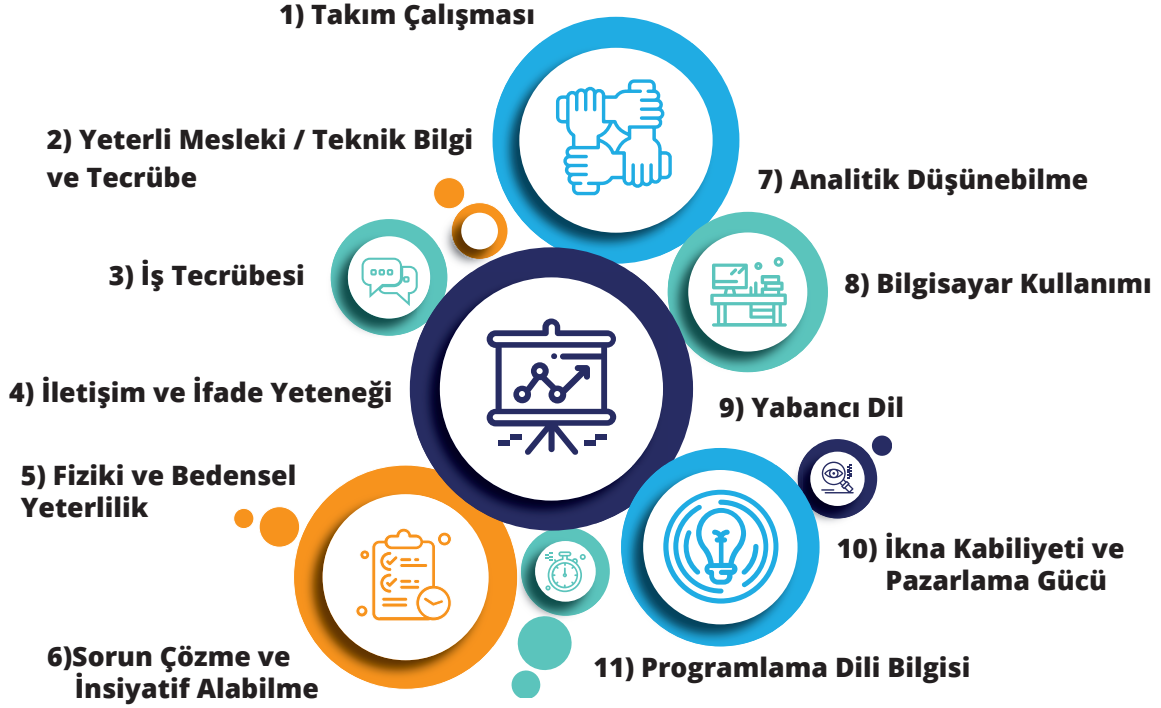 1) Takım Çalışması
2) Yeterli Mesleki / Teknik Bilgi
ve Tecrübe
3) İş Tecrübesi
4) İletişim ve İfade Yeteneği
5) Fiziki ve Bedensel
Yeterlilik
6)Sorun Çözme ve
İnsiyatif Alabilme
7) Analitik Düşünebilme
8) Bilgisayar Kullanımı
9) Yabancı Dil
10) İkna Kabiliyeti ve
Pazarlama Gücü
11) Programlama Dili Bilgisi